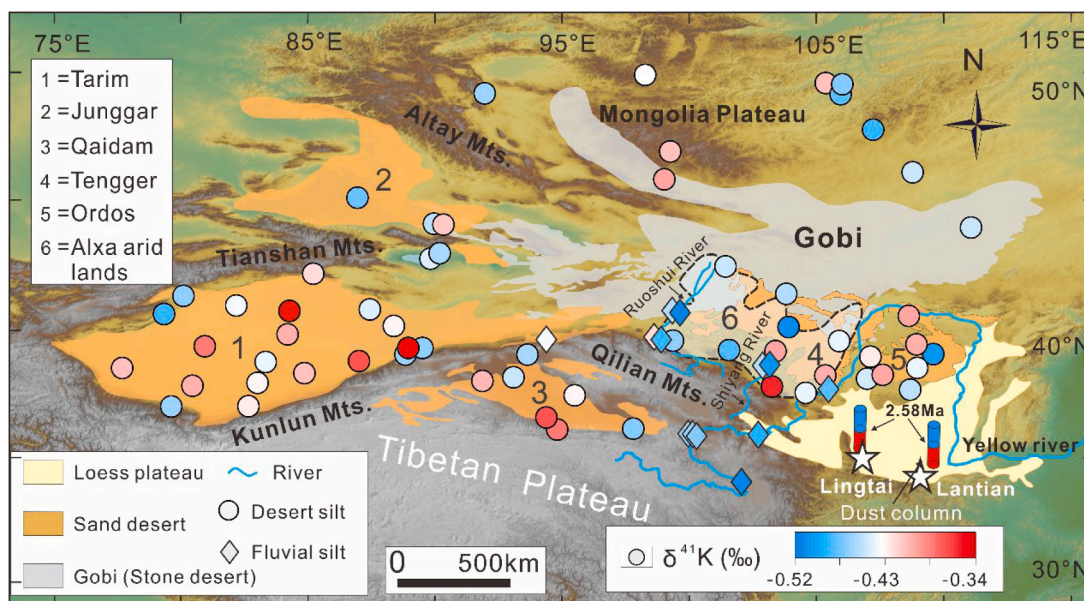 75°E
85°E
95°E
105°E
115°E
1 =Tarim
2 =Junggar
3 =Qaidam
4 =Tengger
5 =Ordos
6 =Alxa arid
lands
N
50°N
Altay Mts.
Mongolia Plateau
2
Gobi
Tianshan Mts.
Ruoshui River
6
40°N
1
4
5
Qilian Mts.
Shiyang River
3
Kunlun Mts.
2.58Ma
Yellow river
Tibetan Plateau
Lingtai
Lantian
Dust column
Loess plateau
River
Sand desert
Desert silt
Fluvial silt
Gobi (Stone desert)
0 500km
δ⁴¹K (‰)
-0.52 -0.43 -0.34
30°N